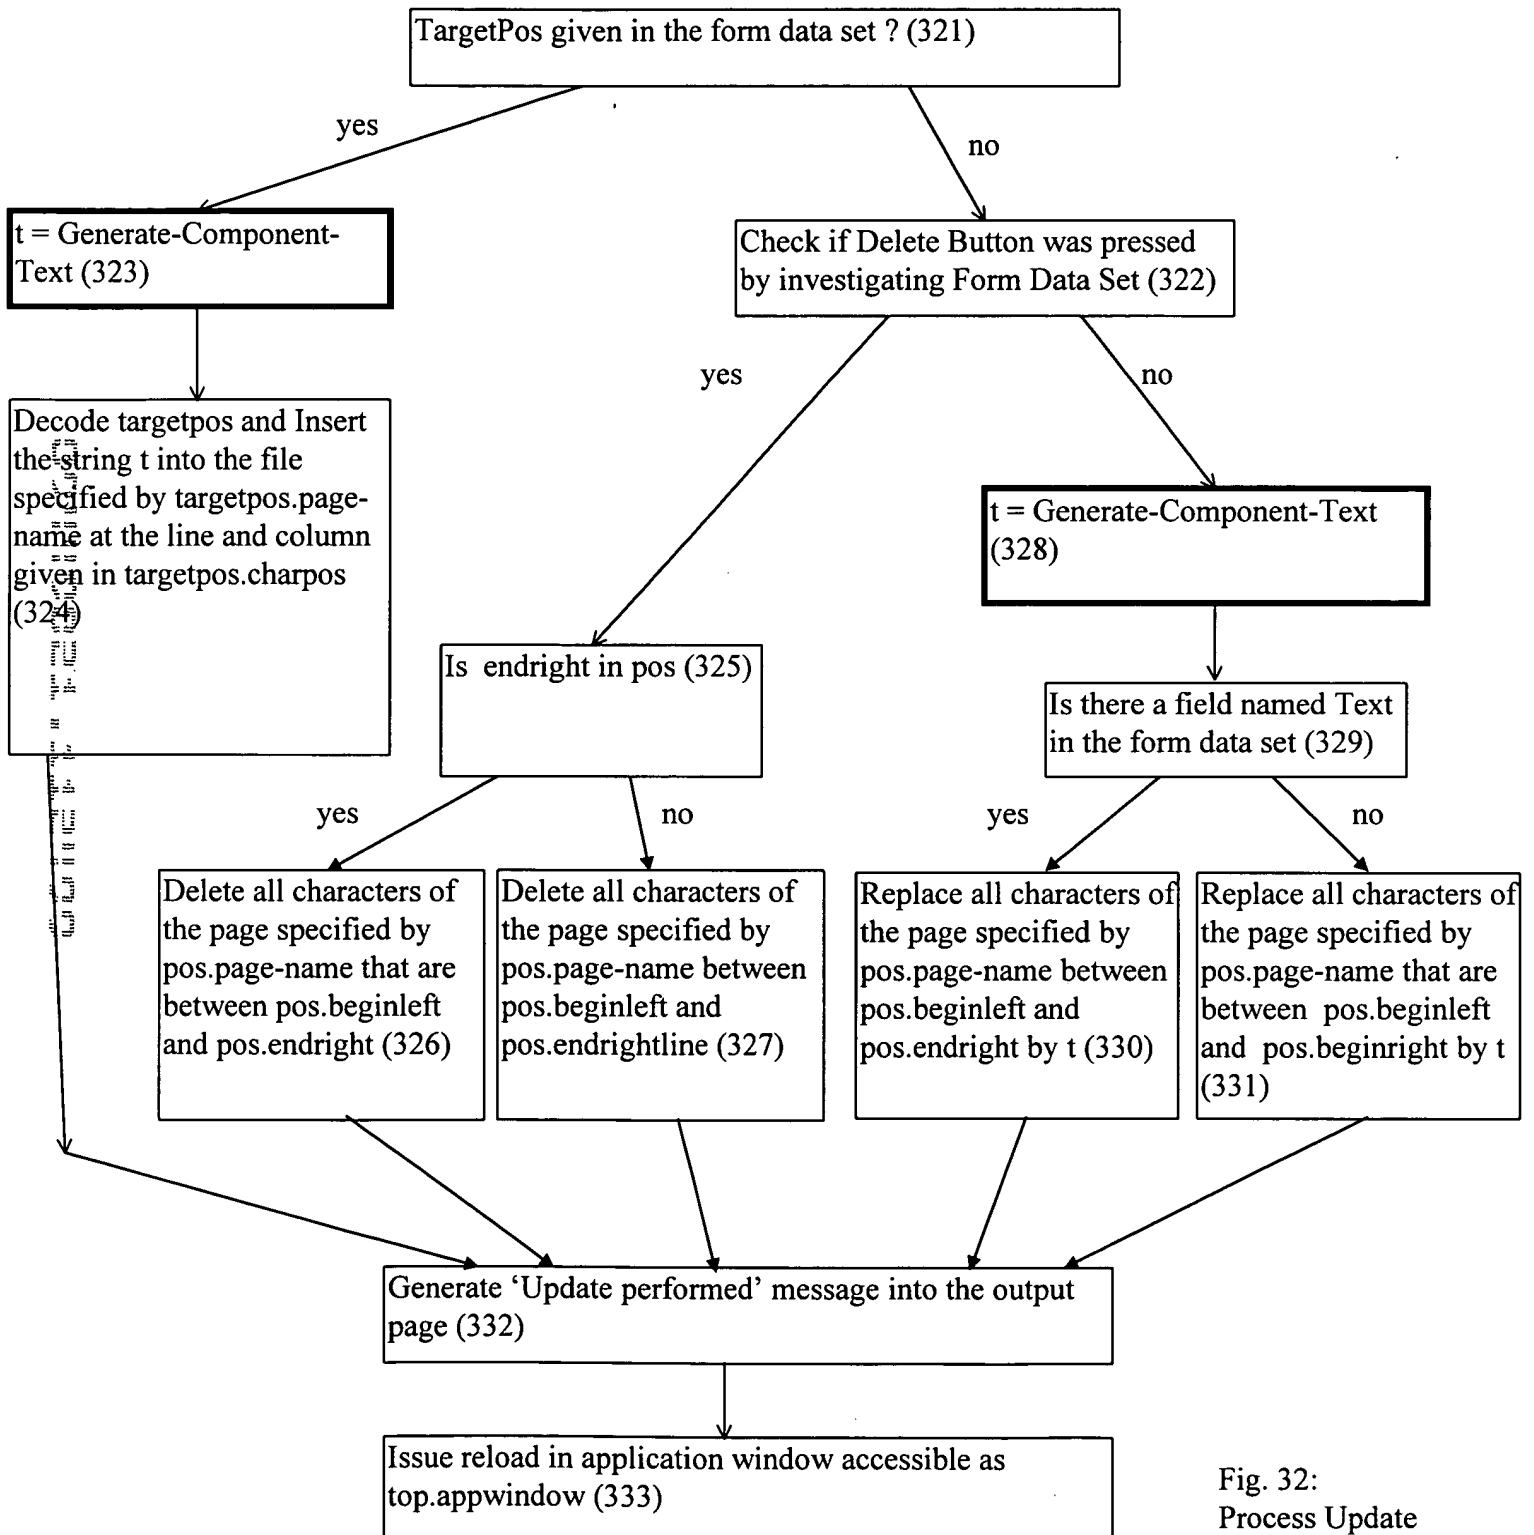 TargetPos given in the form data set ? (321)
yes
no
t = Generate-Component-
Text (323)
Check if Delete Button was pressed
by investigating Form Data Set (322)
yes
no
Decode targetpos and Insert
the string t into the file
specified by targetpos.page-
name at the line and column
given in targetpos.charpos
(324)
t = Generate-Component-Text
(328)
Is  endright in pos (325)
Is there a field named Text
in the form data set (329)
yes
no
yes
no
Delete all characters of
the page specified by
pos.page-name that are
between pos.beginleft
and pos.endright (326)
Delete all characters of
the page specified by
pos.page-name between
pos.beginleft and
pos.endrightline (327)
Replace all characters of
the page specified by
pos.page-name between
pos.beginleft and
pos.endright by t (330)
Replace all characters of
the page specified by
pos.page-name that are
between  pos.beginleft
and  pos.beginright by t
(331)
Generate ‘Update performed’ message into the output
page (332)
Issue reload in application window accessible as
top.appwindow (333)
Fig. 32:
Process Update